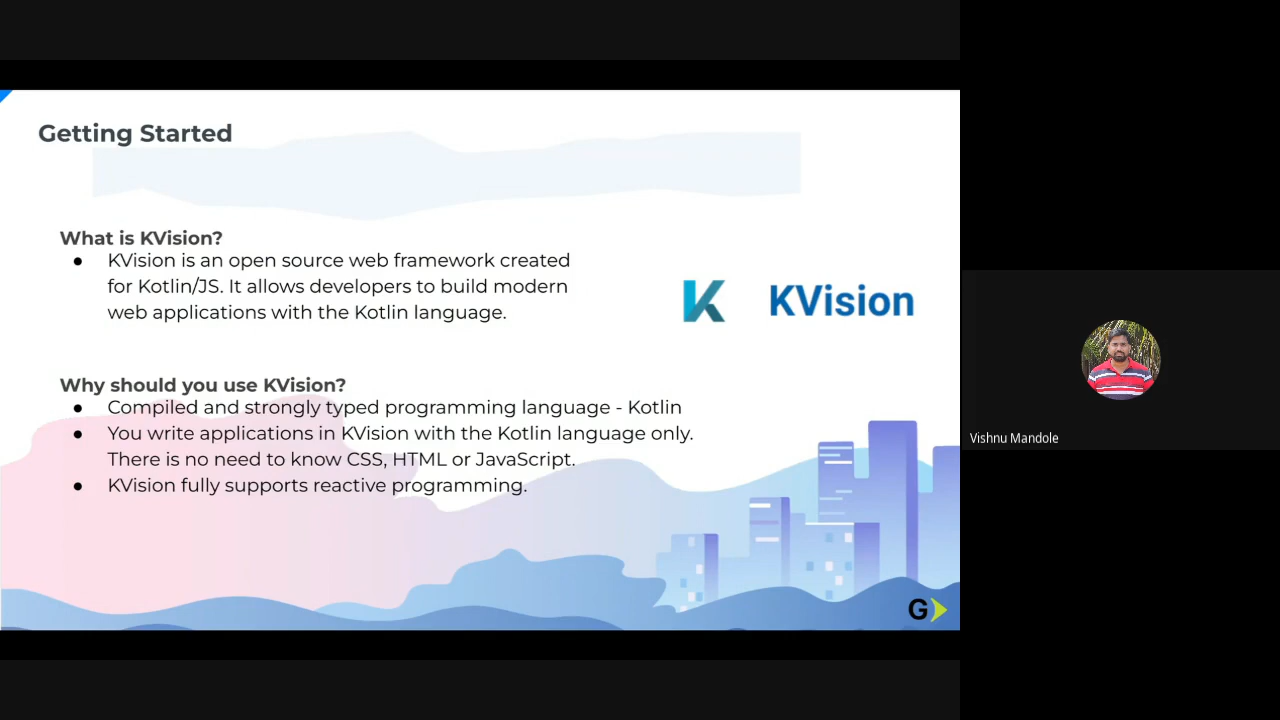 Getting Started
What is KVision?
● KVision is an open source web framework created
for Kotlin/JS. It allows developers to build modern
web applications with the Kotlin language.
K KVision
Why should you use KVision?
● Compiled and strongly typed programming language - Kotlin
● You write applications in KVision with the Kotlin language only.
There is no need to know CSS, HTML or JavaScript.
● KVision fully supports reactive programming.
Vishnu Mandole
G